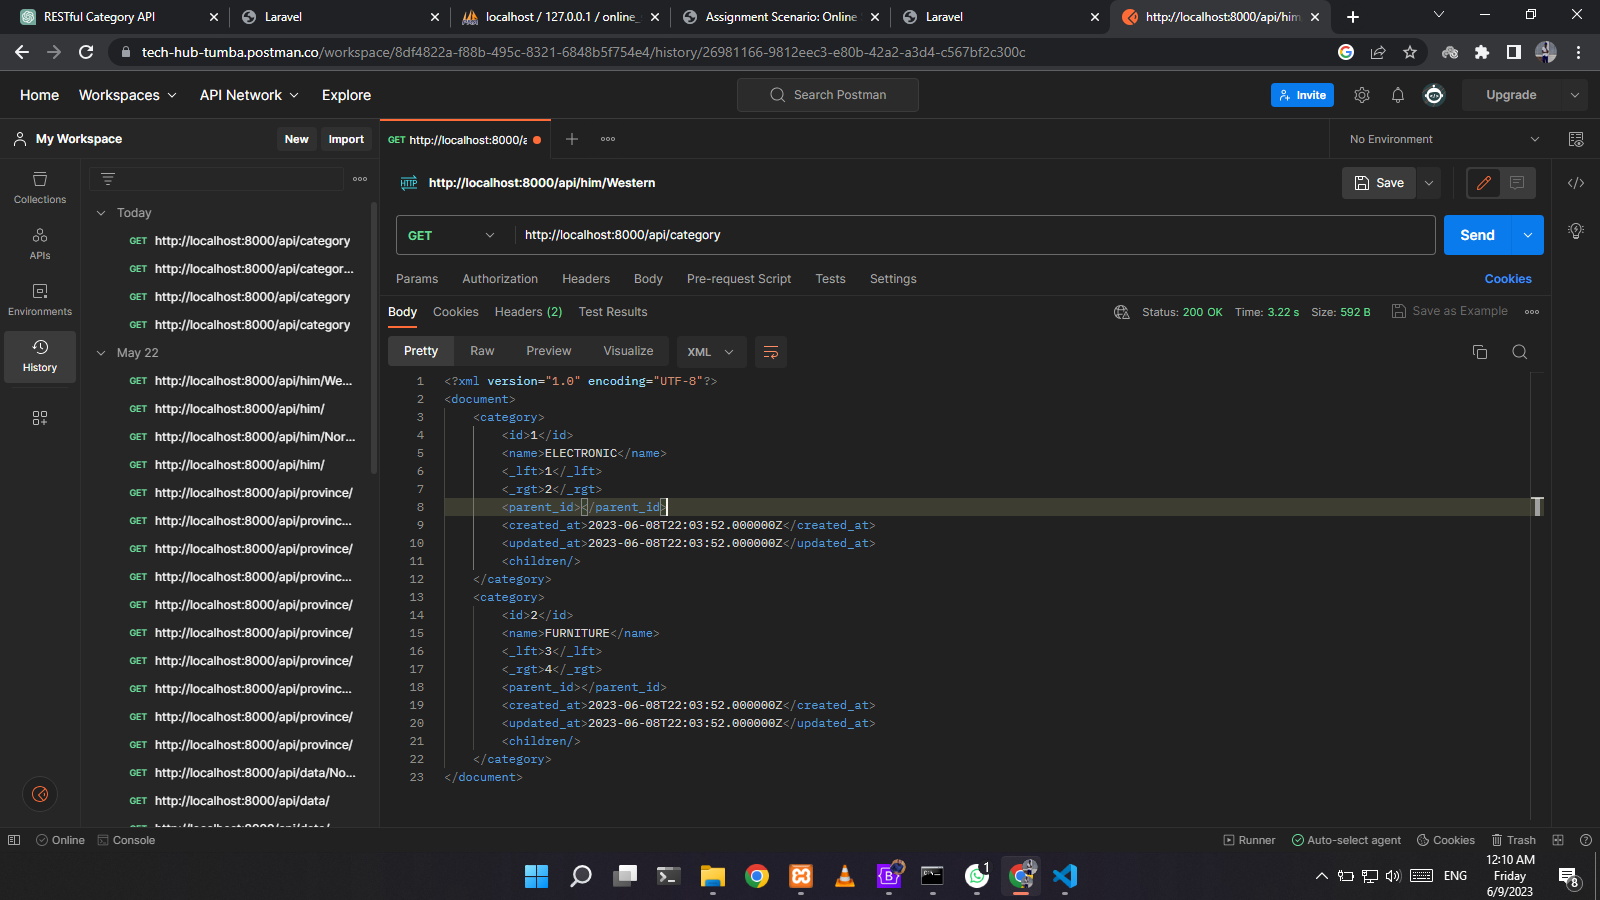 RESTful Category API
Laravel
localhost / 127.0.0.1 / online_
Assignment Scenario: Online
Laravel
http://localhost:8000/api/him
tech-hub-tumba.postman.co/workspace/8df4822a-f88b-495c-8321-6848b5f754e4/history/26981166-9812eec3-e80b-42a2-a3d4-c567bf2c300c
Home Workspaces API Network Explore
Search Postman
Invite
Upgrade
My Workspace
New Import
GET http://localhost:8000/a
No Environment
Collections
APIs
Environments
History
Today
GET http://localhost:8000/api/category
GET http://localhost:8000/api/categor...
GET http://localhost:8000/api/category
GET http://localhost:8000/api/category
May 22
GET http://localhost:8000/api/him/We...
GET http://localhost:8000/api/him/
GET http://localhost:8000/api/him/Nor...
GET http://localhost:8000/api/him/
GET http://localhost:8000/api/province/
GET http://localhost:8000/api/provinc...
GET http://localhost:8000/api/province/
GET http://localhost:8000/api/provinc...
GET http://localhost:8000/api/province/
GET http://localhost:8000/api/province/
GET http://localhost:8000/api/province/
GET http://localhost:8000/api/provinc...
GET http://localhost:8000/api/province/
GET http://localhost:8000/api/province/
GET http://localhost:8000/api/data/No...
GET http://localhost:8000/api/data/
HTTP http://localhost:8000/api/him/Western
Save
GET http://localhost:8000/api/category
Send
Params Authorization Headers Body Pre-request Script Tests Settings
Cookies
Body Cookies Headers (2) Test Results
Status: 200 OK Time: 3.22 s Size: 592 B
Save as Example
Pretty Raw Preview Visualize XML
1 <?xml version="1.0" encoding="UTF-8"?>
2 <document>
3 <category>
4 <id>1</id>
5 <name>ELECTRONIC</name>
6 <_lft>1</_lft>
7 <_rgt>2</_rgt>
8 <parent_id></parent_id>
9 <created_at>2023-06-08T22:03:52.000000Z</created_at>
10 <updated_at>2023-06-08T22:03:52.000000Z</updated_at>
11 <children/>
12 </category>
13 <category>
14 <id>2</id>
15 <name>FURNITURE</name>
16 <_lft>3</_lft>
17 <_rgt>4</_rgt>
18 <parent_id></parent_id>
19 <created_at>2023-06-08T22:03:52.000000Z</created_at>
20 <updated_at>2023-06-08T22:03:52.000000Z</updated_at>
21 <children/>
22 </category>
23 </document>
Online Console
Runner Auto-select agent Cookies Trash
1
ENG
12:10 AM
Friday
6/9/2023
8